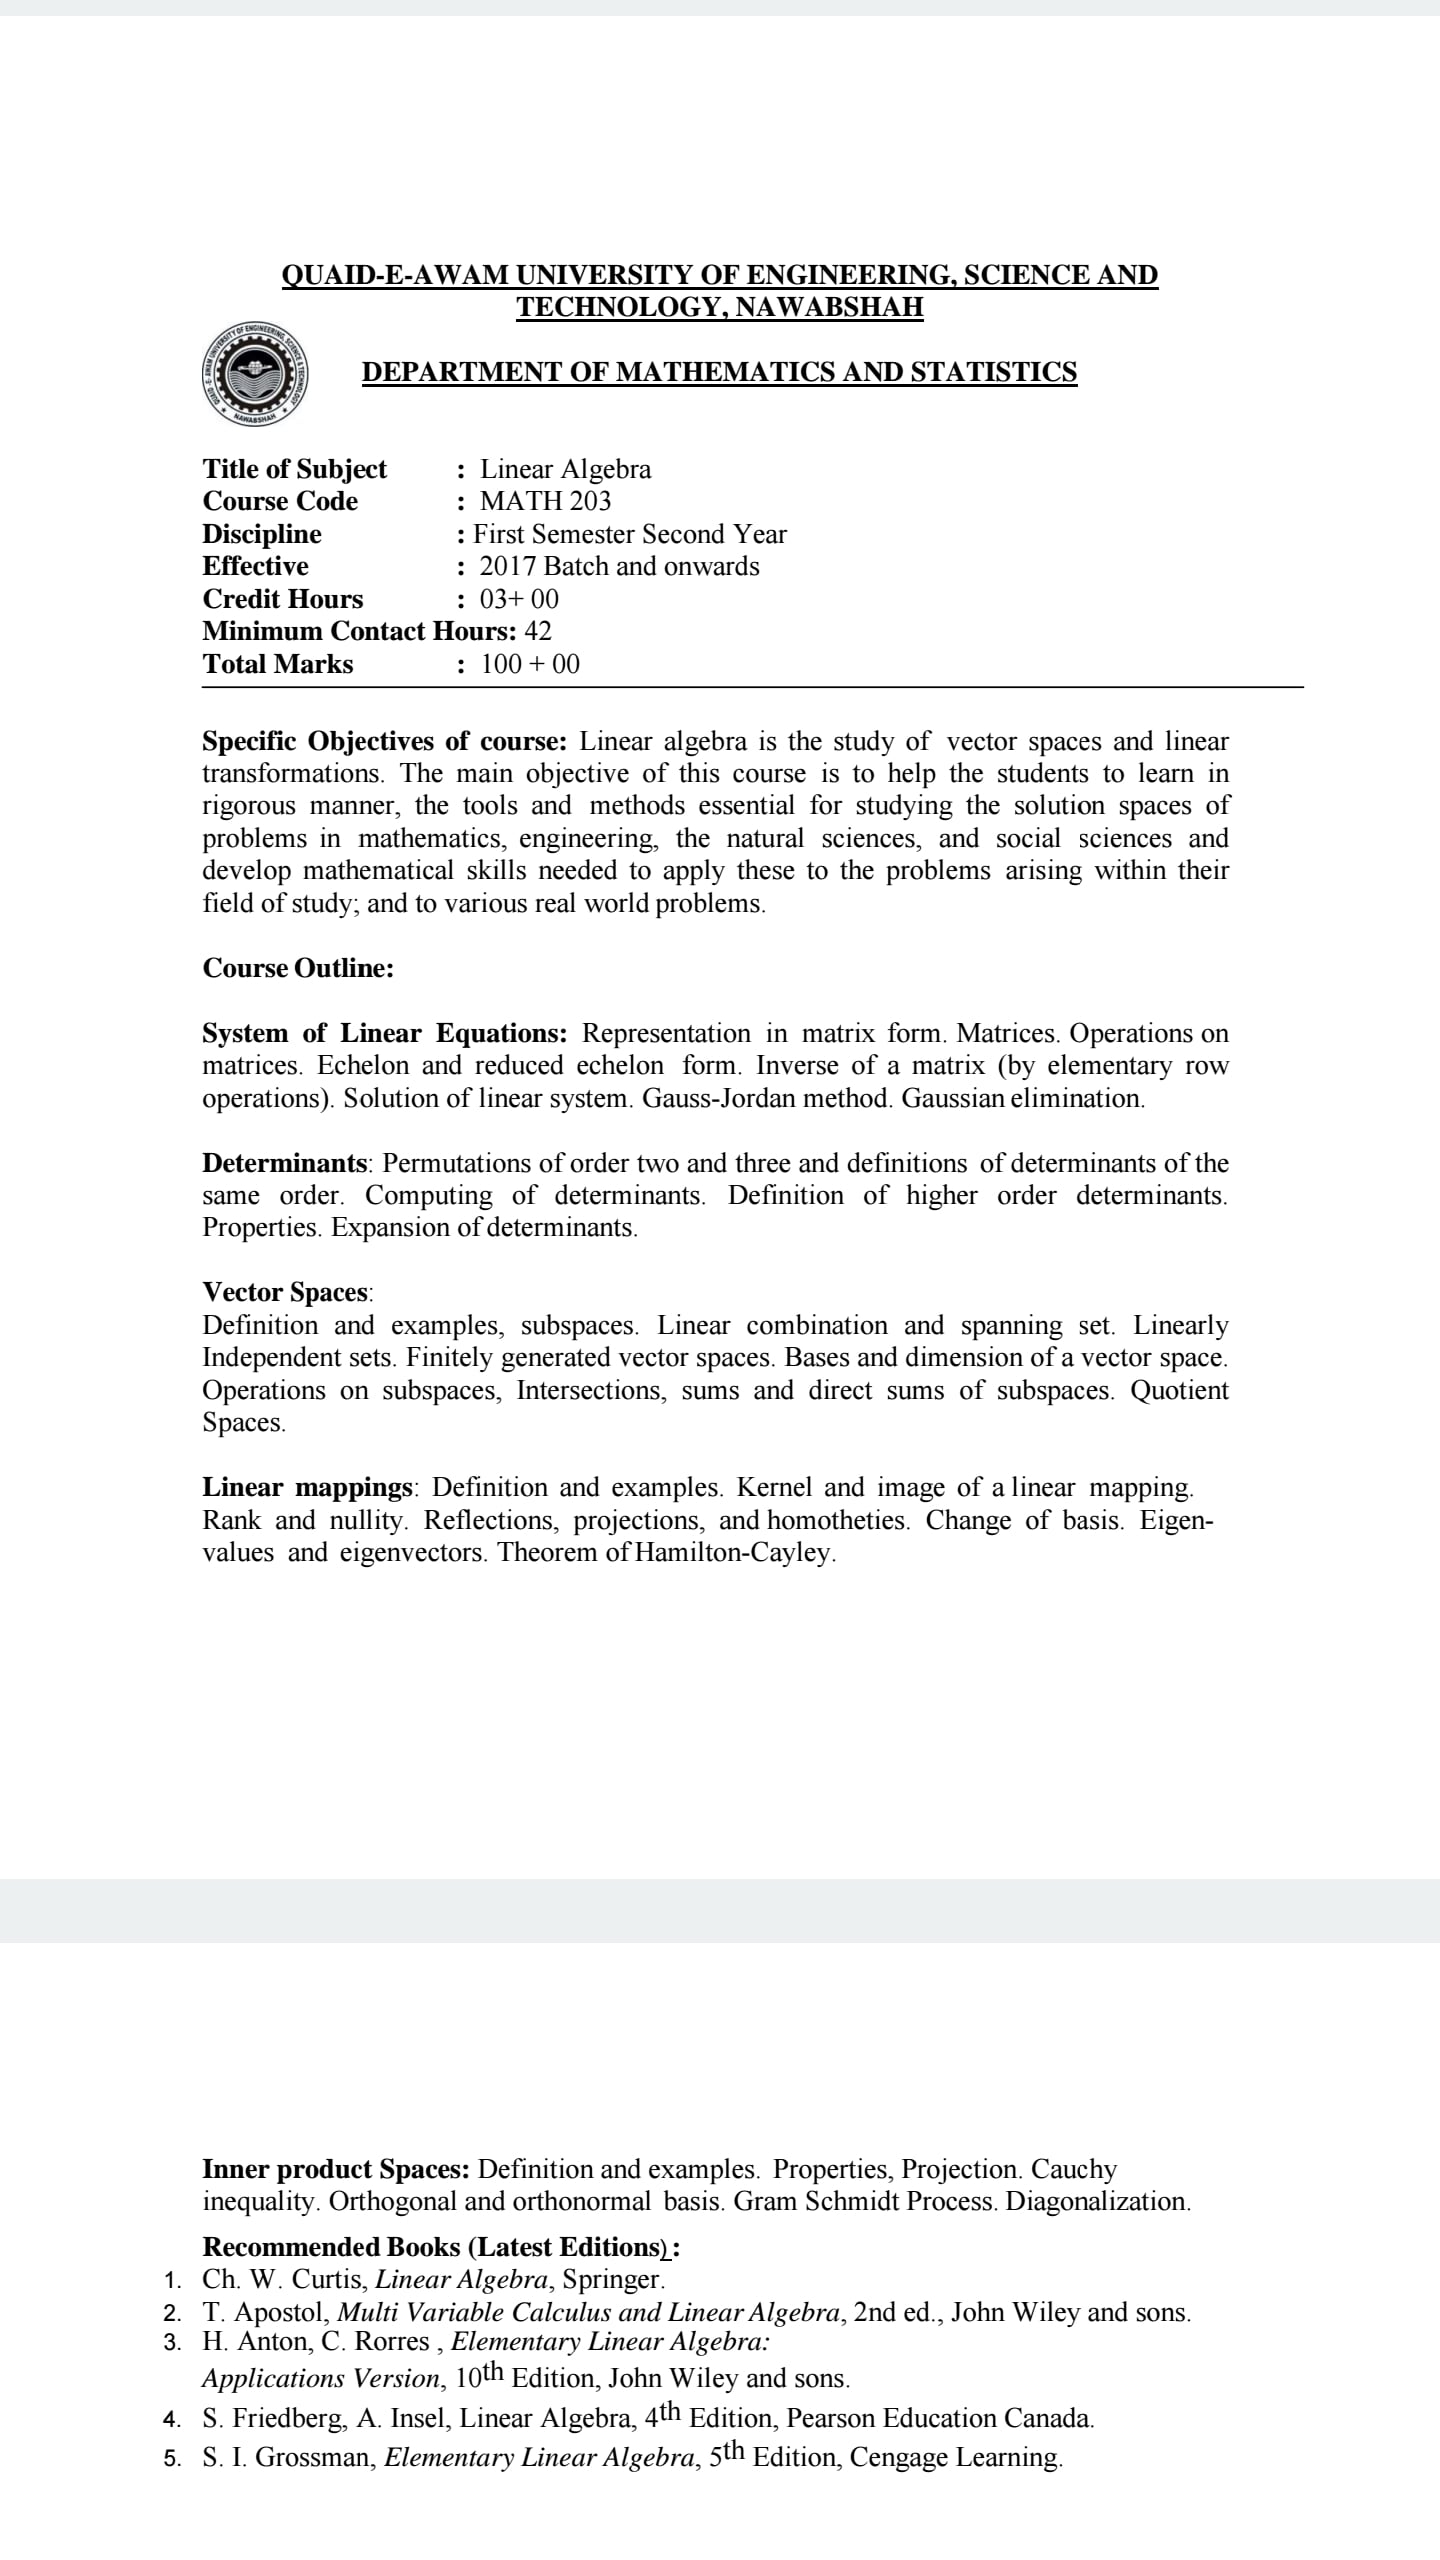 QUAID-E-AWAM UNIVERSITY OF ENGINEERING, SCIENCE AND
TECHNOLOGY, NAWABSHAH
QUAID-E-AWAM UNIVERSITY OF ENGINEERING, SCIENCE & TECHNOLOGY
NAWABSHAH
DEPARTMENT OF MATHEMATICS AND STATISTICS
Title of Subject : Linear Algebra
Course Code : MATH 203
Discipline : First Semester Second Year
Effective : 2017 Batch and onwards
Credit Hours : 03+ 00
Minimum Contact Hours: 42
Total Marks : 100 + 00
Specific Objectives of course: Linear algebra is the study of vector spaces and linear
transformations. The main objective of this course is to help the students to learn in
rigorous manner, the tools and methods essential for studying the solution spaces of
problems in mathematics, engineering, the natural sciences, and social sciences and
develop mathematical skills needed to apply these to the problems arising within their
field of study; and to various real world problems.
Course Outline:
System of Linear Equations: Representation in matrix form. Matrices. Operations on
matrices. Echelon and reduced echelon form. Inverse of a matrix (by elementary row
operations). Solution of linear system. Gauss-Jordan method. Gaussian elimination.
Determinants: Permutations of order two and three and definitions of determinants of the
same order. Computing of determinants. Definition of higher order determinants.
Properties. Expansion of determinants.
Vector Spaces:
Definition and examples, subspaces. Linear combination and spanning set. Linearly
Independent sets. Finitely generated vector spaces. Bases and dimension of a vector space.
Operations on subspaces, Intersections, sums and direct sums of subspaces. Quotient
Spaces.
Linear mappings: Definition and examples. Kernel and image of a linear mapping.
Rank and nullity. Reflections, projections, and homotheties. Change of basis. Eigen-
values and eigenvectors. Theorem of Hamilton-Cayley.
Inner product Spaces: Definition and examples. Properties, Projection. Cauchy
inequality. Orthogonal and orthonormal basis. Gram Schmidt Process. Diagonalization.
Recommended Books (Latest Editions):
1. Ch. W. Curtis, Linear Algebra, Springer.
2. T. Apostol, Multi Variable Calculus and Linear Algebra, 2nd ed., John Wiley and sons.
3. H. Anton, C. Rorres , Elementary Linear Algebra:
Applications Version, 10th Edition, John Wiley and sons.
4. S. Friedberg, A. Insel, Linear Algebra, 4th Edition, Pearson Education Canada.
5. S. I. Grossman, Elementary Linear Algebra, 5th Edition, Cengage Learning.